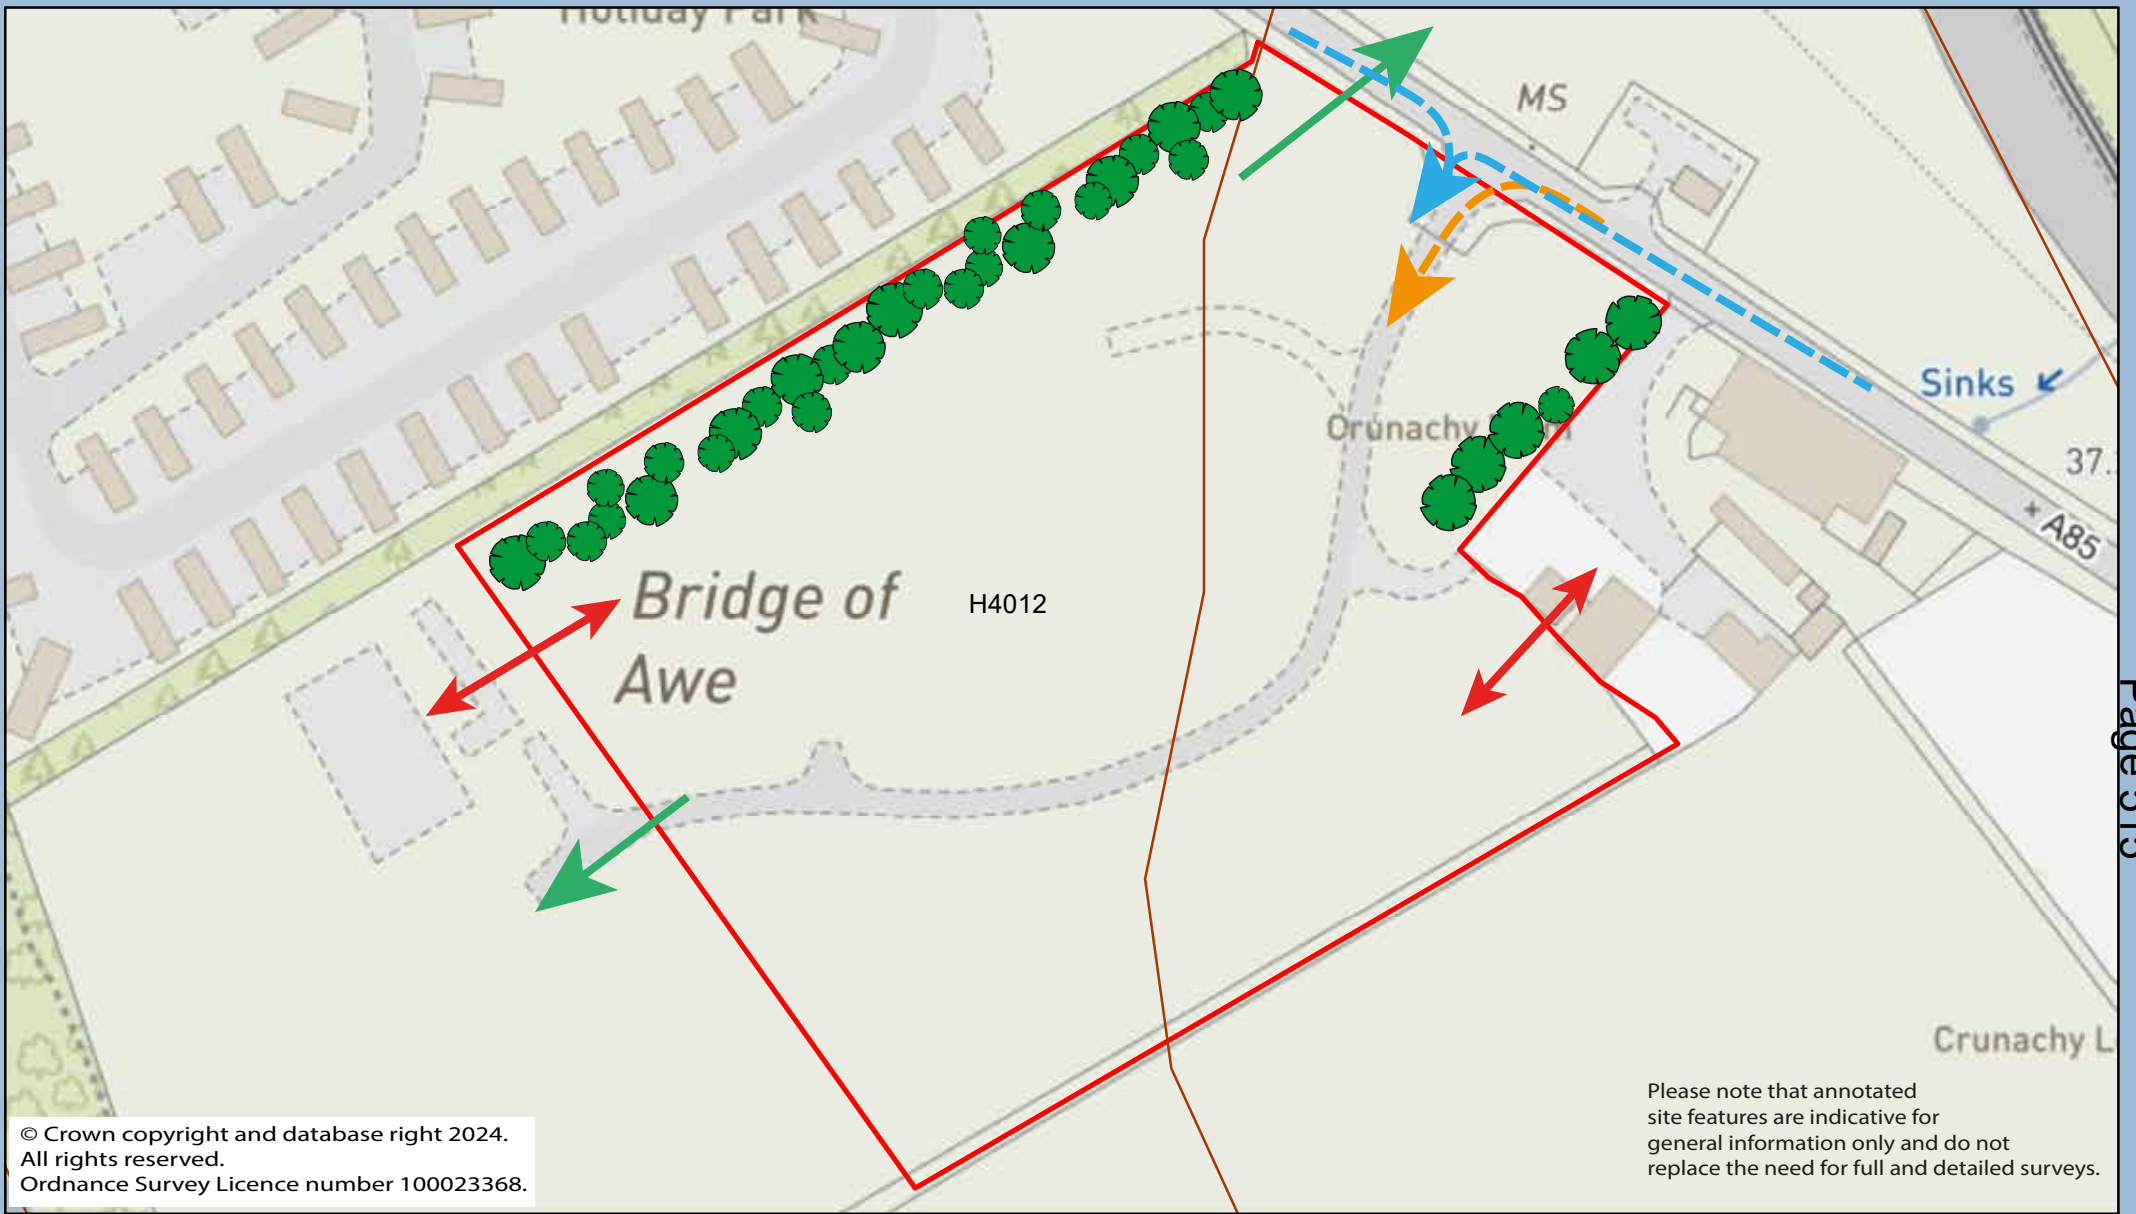 Holiday Park
MS
Sinks
37.
A85
Bridge of
Awe
H4012
Crunachy L
Please note that annotated
site features are indicative for
general information only and do not
replace the need for full and detailed surveys.
© Crown copyright and database right 2024.
All rights reserved.
Ordnance Survey Licence number 100023368.